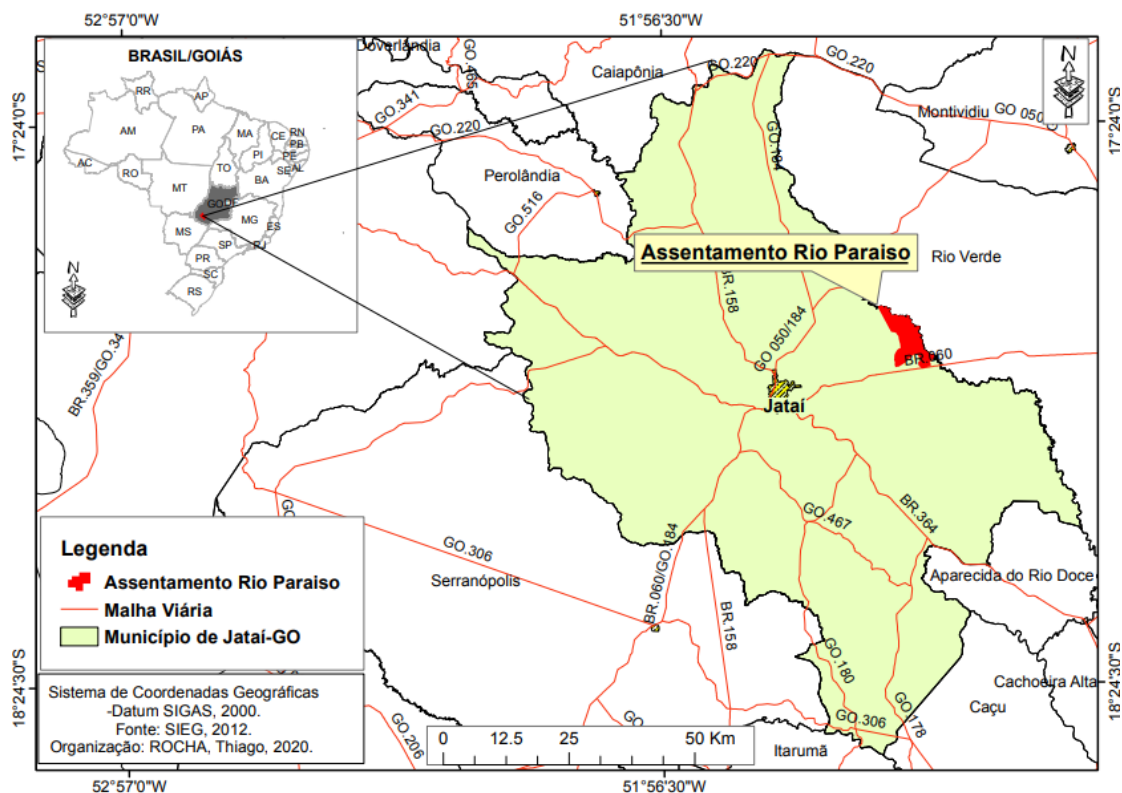 52°57'0"W
51°56'30"W
17°24'0"S
17°24'0"S
18°24'30"S
18°24'30"S
52°57'0"W
51°56'30"W
BRASIL/GOIÁS
RR
AP
AM
PA
MA
CE
RN
PB
PE
AL
SE
PI
AC
RO
TO
BA
MT
GO
DF
MG
ES
MS
SP
RJ
PR
SC
RS
N
N
Doverlândia
GO.466
Caiapônia
GO.220
GO.341
GO.220
GO.18
Montividiu
GO 050
Perolândia
GO.516
Assentamento Rio Paraiso
Rio Verde
BR.158
GO 050/184
BR.060
Jataí
BR.359/GO.34
GO.467
BR.364
GO.306
Serranópolis
BR.060/GO.184
BR.158
Aparecida do Rio Doce
GO.180
GO.178
Cachoeira Alta
Caçu
GO.306
Itarumã
GO.206
Legenda
Assentamento Rio Paraiso
Malha Viária
Município de Jataí-GO
Sistema de Coordenadas Geográficas
-Datum SIGAS, 2000.
Fonte: SIEG, 2012.
Organização: ROCHA, Thiago, 2020.
0 12.5 25 50 Km